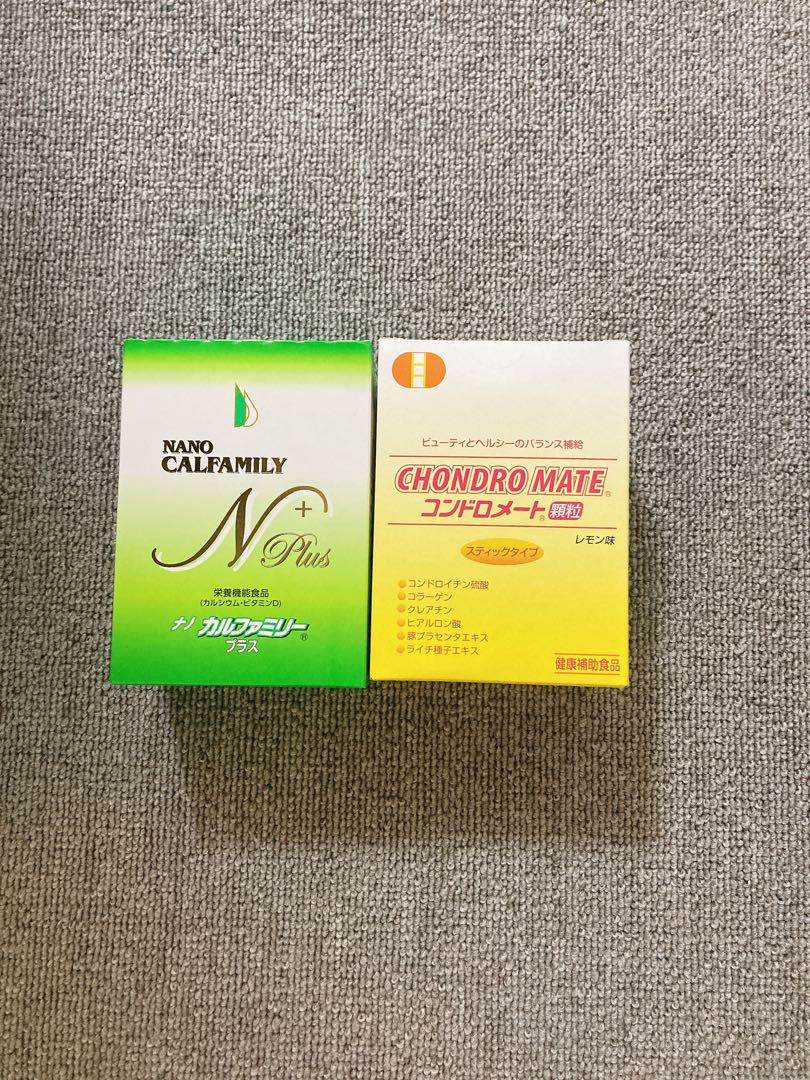 NANO
CALFAMILY
N+
Plus
栄養機能食品
(カルシウム・ビタミンD)
ナノ カルファミリー®
プラス
ビューティとヘルシーのバランス補給
CHONDRO MATE®
コンドロメート® 顆粒
レモン味
スティックタイプ
コンドロイチン硫酸
コラーゲン
クレアチン
ヒアルロン酸
豚プラセンタエキス
ライチ種子エキス
健康補助食品